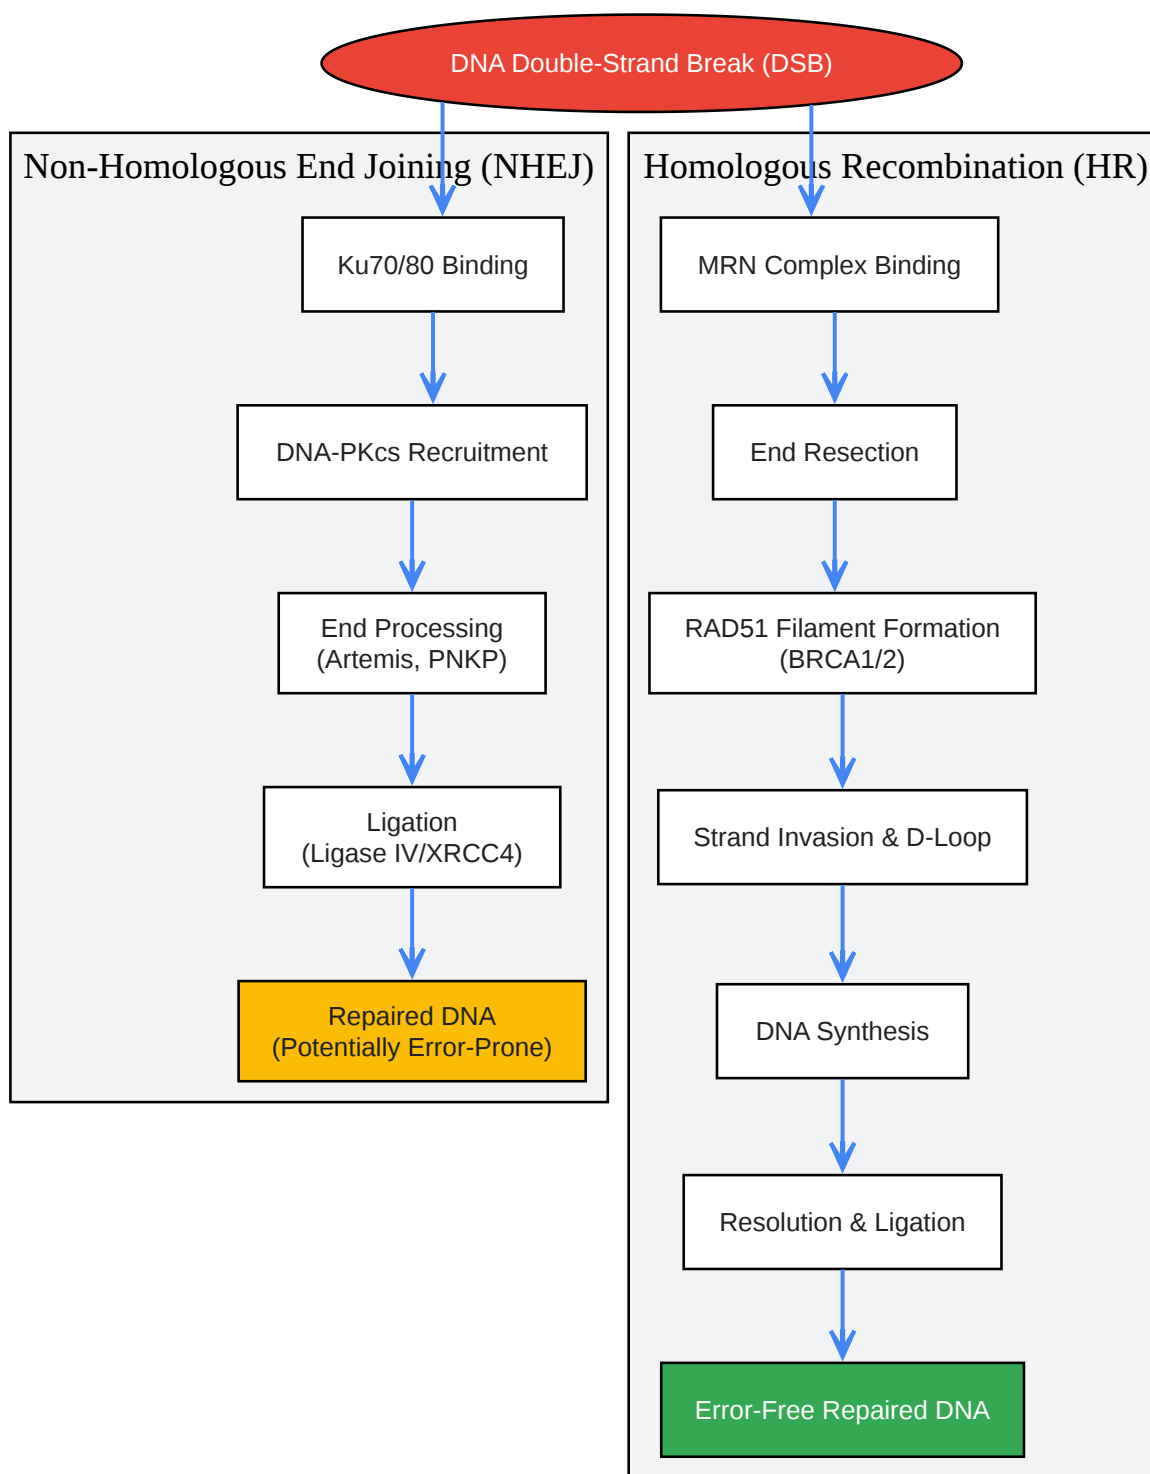 DNA Double-Strand Break (DSB)
Non-Homologous End Joining (NHEJ)
Ku70/80 Binding
DNA-PKcs Recruitment
End Processing
(Artemis, PNKP)
Ligation
(Ligase IV/XRCC4)
Repaired DNA
(Potentially Error-Prone)
Homologous Recombination (HR)
MRN Complex Binding
End Resection
RAD51 Filament Formation
(BRCA1/2)
Strand Invasion & D-Loop
DNA Synthesis
Resolution & Ligation
Error-Free Repaired DNA